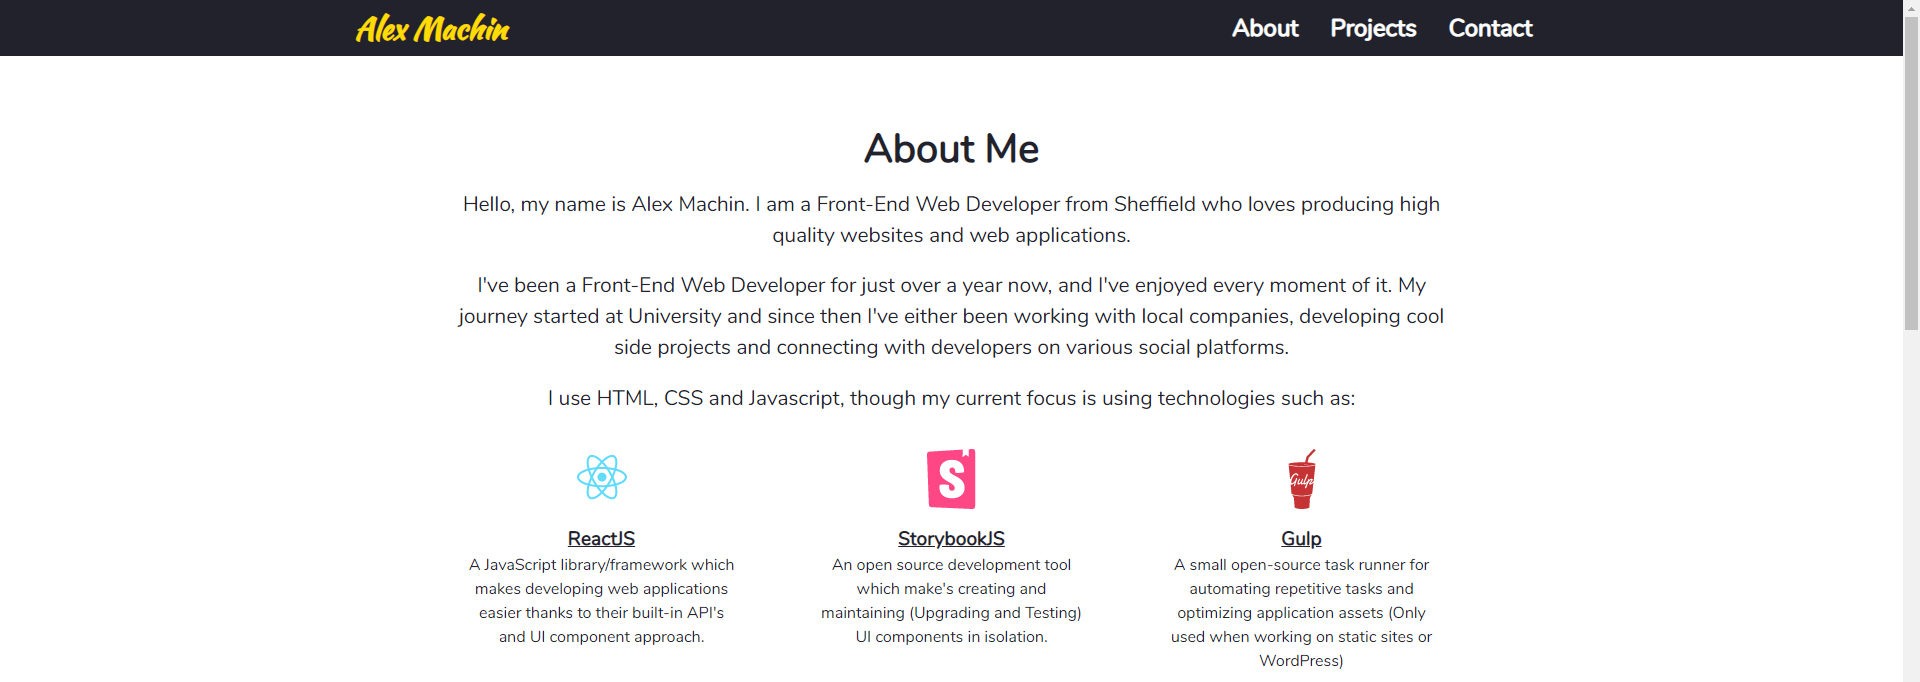 Alex Machin
About Projects Contact
About Me
Hello, my name is Alex Machin. I am a Front-End Web Developer from Sheffield who loves producing high
quality websites and web applications.
I've been a Front-End Web Developer for just over a year now, and I've enjoyed every moment of it. My
journey started at University and since then I've either been working with local companies, developing cool
side projects and connecting with developers on various social platforms.
I use HTML, CSS and Javascript, though my current focus is using technologies such as:
S
Gulp
ReactJS
A JavaScript library/framework which
makes developing web applications
easier thanks to their built-in API's
and UI component approach.
StorybookJS
An open source development tool
which make's creating and
maintaining (Upgrading and Testing)
UI components in isolation.
Gulp
A small open-source task runner for
automating repetitive tasks and
optimizing application assets (Only
used when working on static sites or
WordPress)